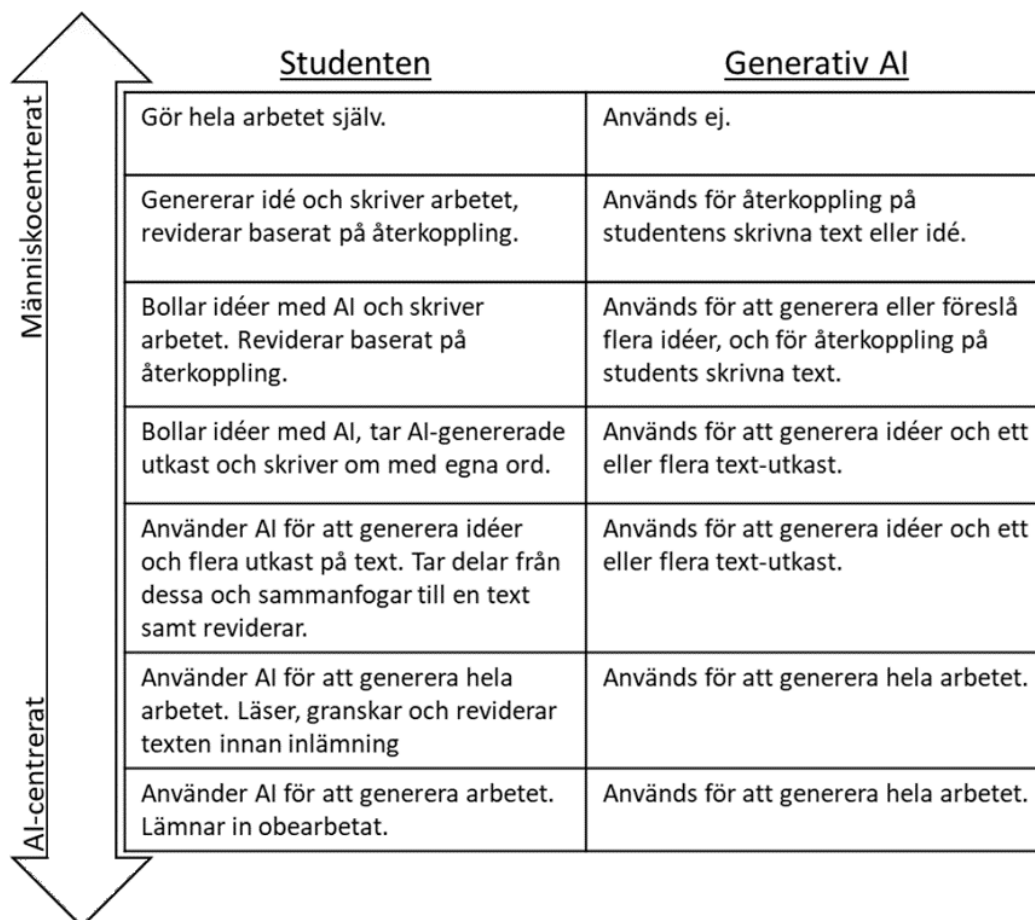 Studenten
Generativ AI
Människocentrerat
AI-centrerat
Gör hela arbetet själv.
Används ej.
Genererar idé och skriver arbetet,
reviderar baserat på återkoppling.
Används för återkoppling på
studentens skrivna text eller idé.
Bollar idéer med AI och skriver
arbetet. Reviderar baserat på
återkoppling.
Används för att generera eller föreslå
flera idéer, och för återkoppling på
students skrivna text.
Bollar idéer med AI, tar AI-genererade
utkast och skriver om med egna ord.
Används för att generera idéer och ett
eller flera text-utkast.
Använder AI för att generera idéer
och flera utkast på text. Tar delar från
dessa och sammanfogar till en text
samt reviderar.
Används för att generera idéer och ett
eller flera text-utkast.
Använder AI för att generera hela
arbetet. Läser, granskar och reviderar
texten innan inlämning
Används för att generera hela arbetet.
Använder AI för att generera arbetet.
Lämnar in obearbetat.
Används för att generera hela arbetet.